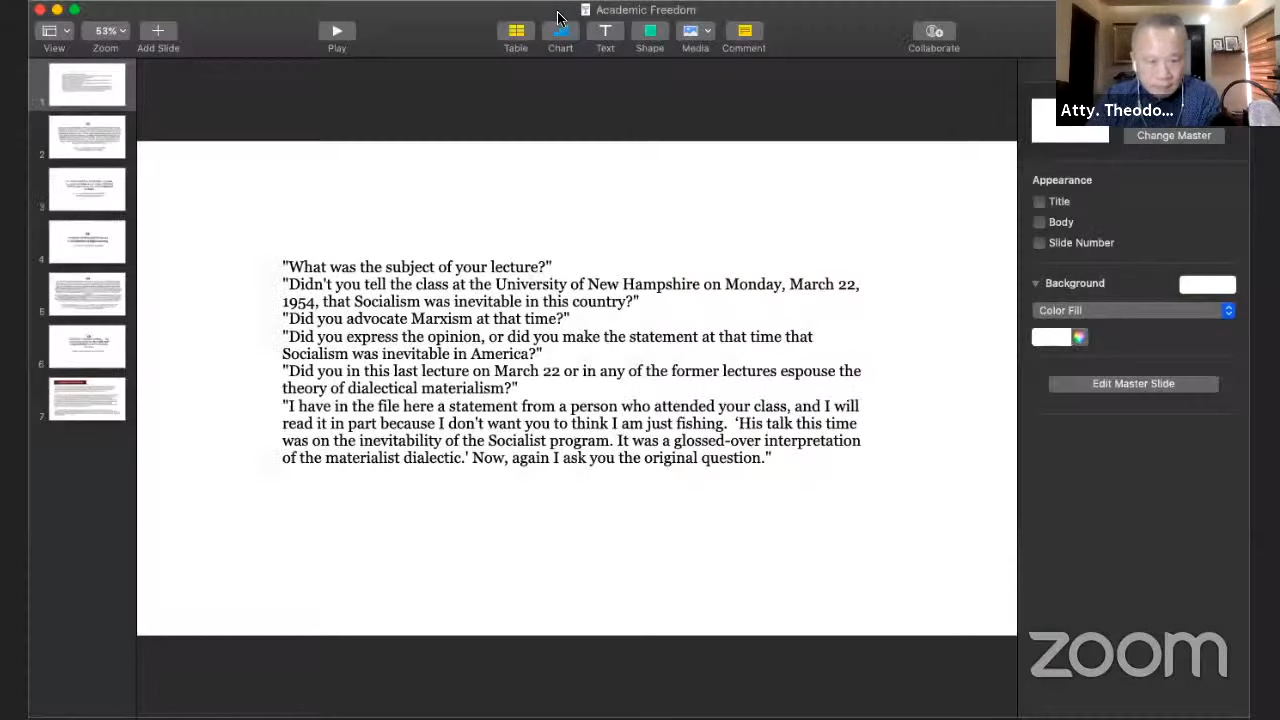 Academic Freedom
53%
View
Zoom
Add Slide
Play
Table
Chart
Text
Shape
Media
Comment
Collaborate
Atty. Theodo...
Change Master
Appearance
Title
Body
Slide Number
Background
Color Fill
Edit Master Slide
1
2
3
4
5
6
7
"What was the subject of your lecture?"
"Didn't you tell the class at the University of New Hampshire on Monday, March 22,
1954, that Socialism was inevitable in this country?"
"Did you advocate Marxism at that time?"
"Did you express the opinion, or did you make the statement at that time that
Socialism was inevitable in America?"
"Did you in this last lecture on March 22 or in any of the former lectures espouse the
theory of dialectical materialism?"
"I have in the file here a statement from a person who attended your class, and I will
read it in part because I don't want you to think I am just fishing. ‘His talk this time
was on the inevitability of the Socialist program. It was a glossed-over interpretation
of the materialist dialectic.' Now, again I ask you the original question."
zoom